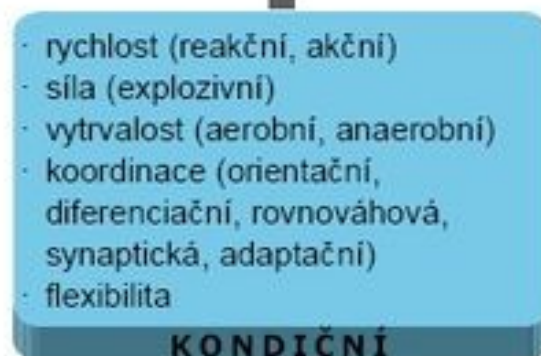 · rychlost (reakční, akční)
· síla (explozivní)
· vytrvalost (aerobní, anaerobní)
· koordinace (orientační,
diferenciační, rovnováhová,
synaptická, adaptační)
· flexibilita
KONDIČNÍ